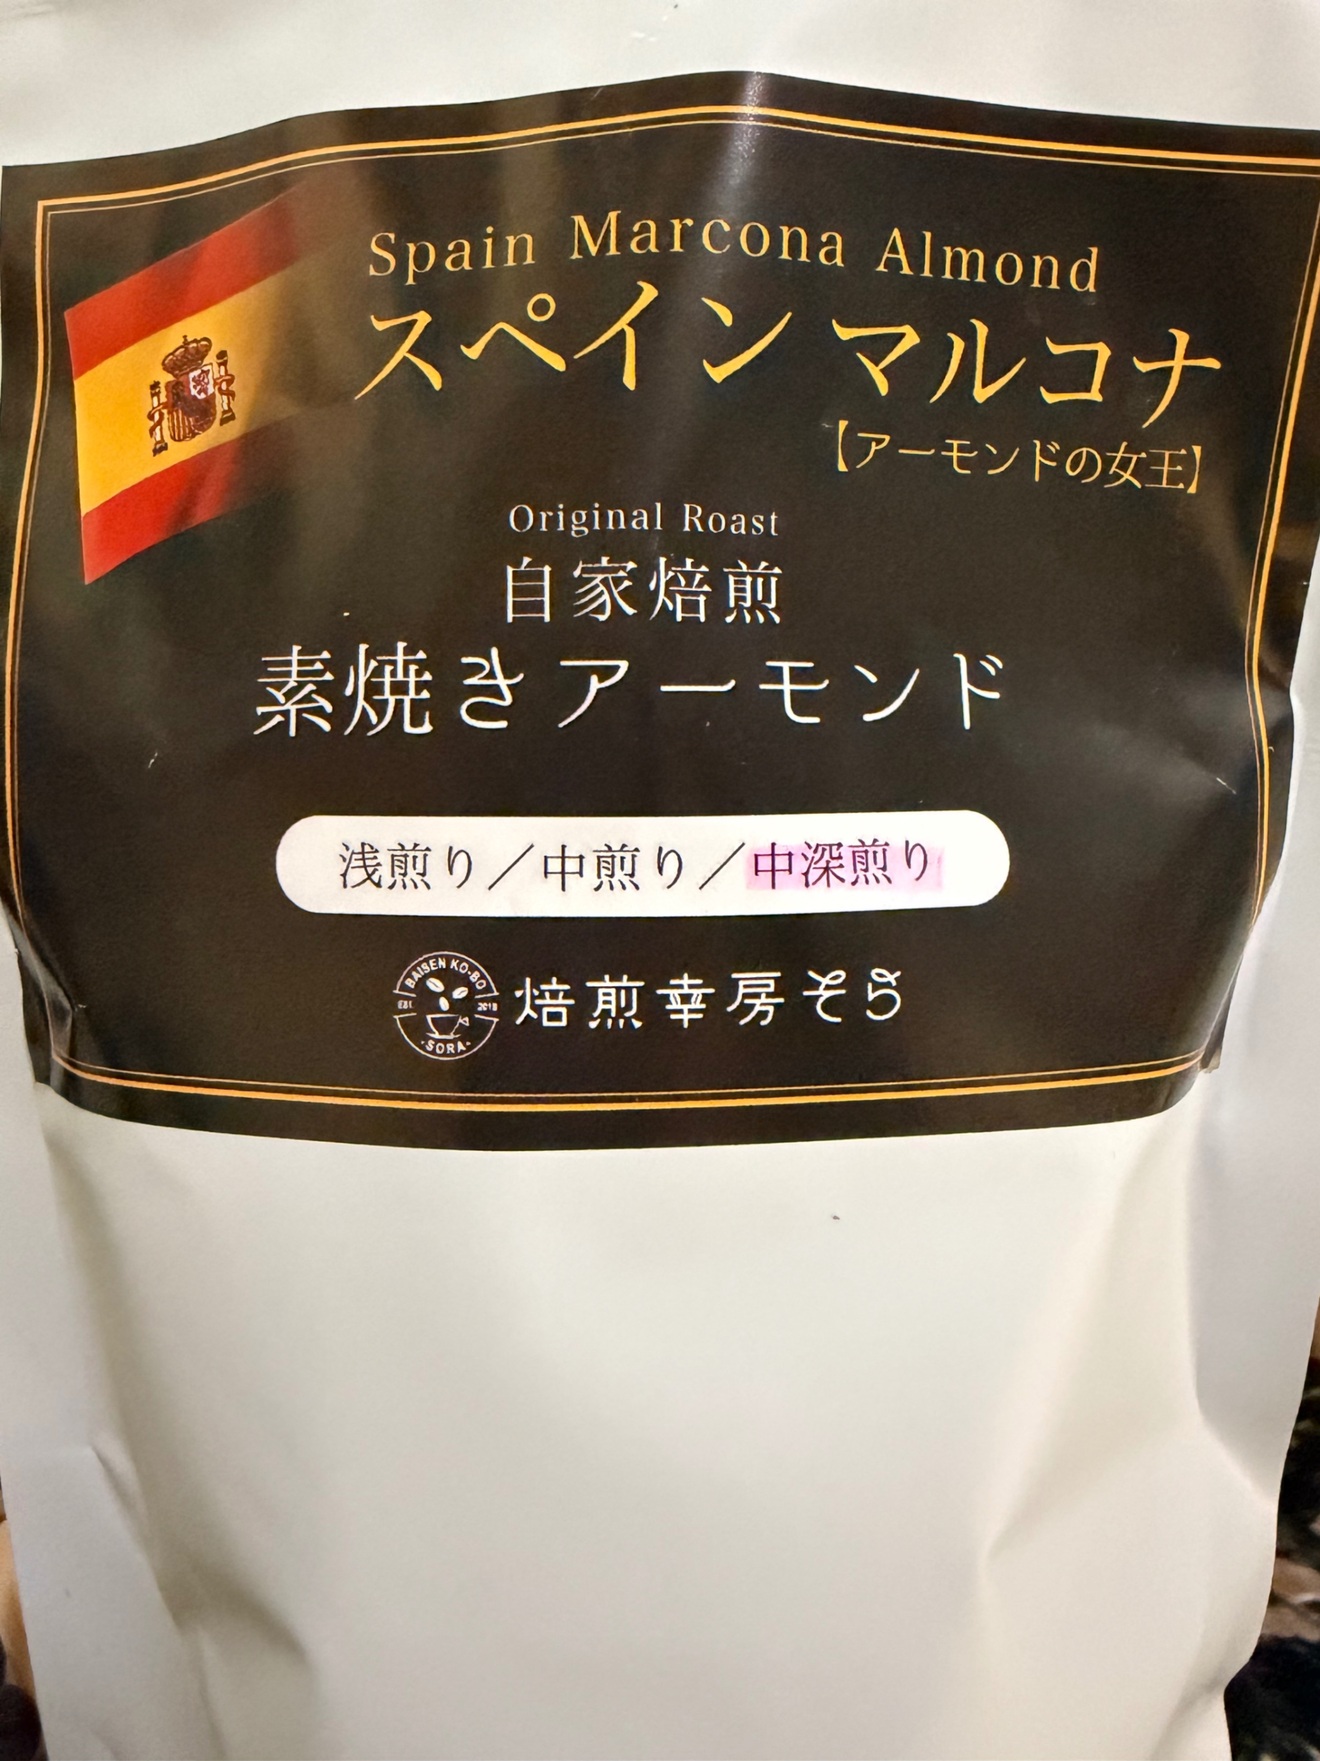 Spain Marcona Almond
スペイン マルコナ
【アーモンドの女王】
Original Roast
自家焙煎
素焼きアーモンド
浅煎り／中煎り／中深煎り
BAISEN KO-BO
EST. 2018
SORA
焙煎幸房そら